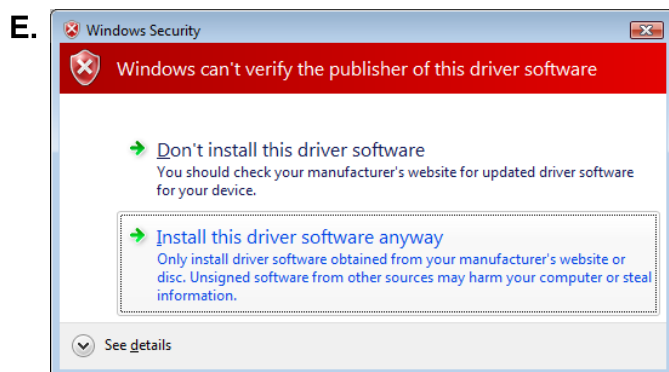 E.
Windows Security
Windows can't verify the publisher of this driver software
Don't install this driver software
You should check your manufacturer's website for updated driver software
for your device.
Install this driver software anyway
Only install driver software obtained from your manufacturer's website or
disc. Unsigned software from other sources may harm your computer or steal
information.
See details